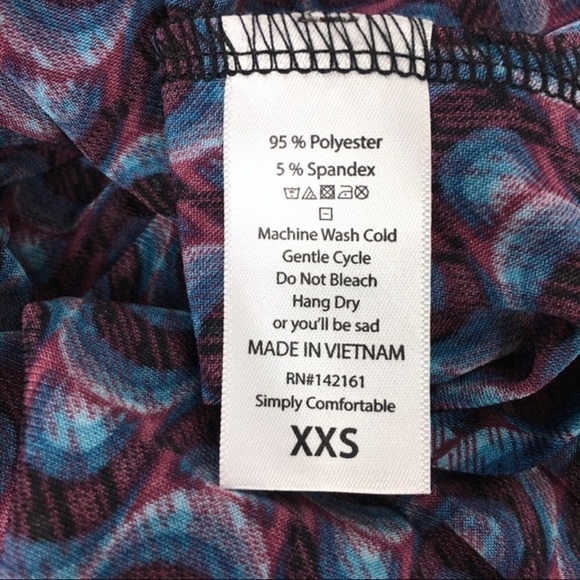 95 % Polyester
5 % Spandex
Machine Wash Cold
Gentle Cycle
Do Not Bleach
Hang Dry
or you'll be sad
MADE IN VIETNAM
RN#142161
Simply Comfortable
XXS